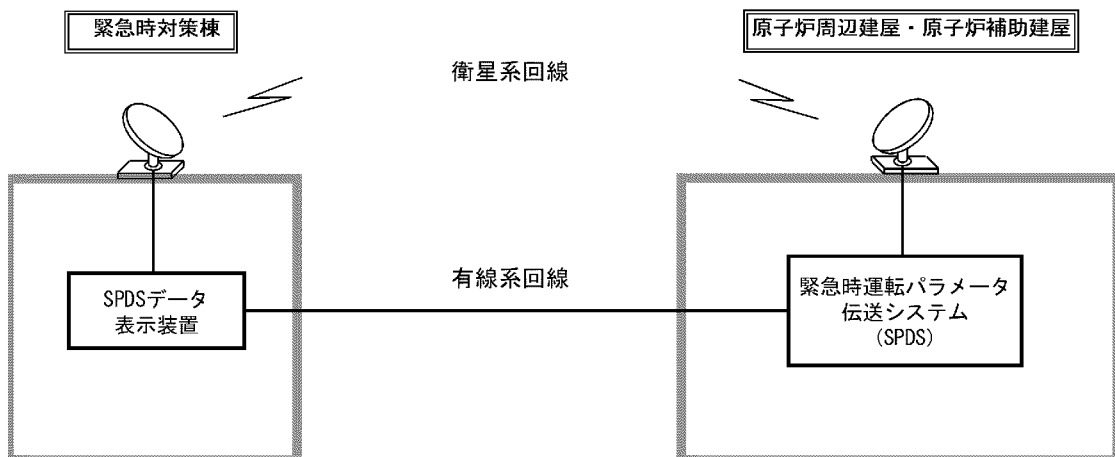 緊急時対策棟
原子炉周辺建屋・原子炉補助建屋
衛星系回線
有線系回線
SPDSデータ
表示装置
緊急時運転パラメータ
伝送システム
(SPDS)